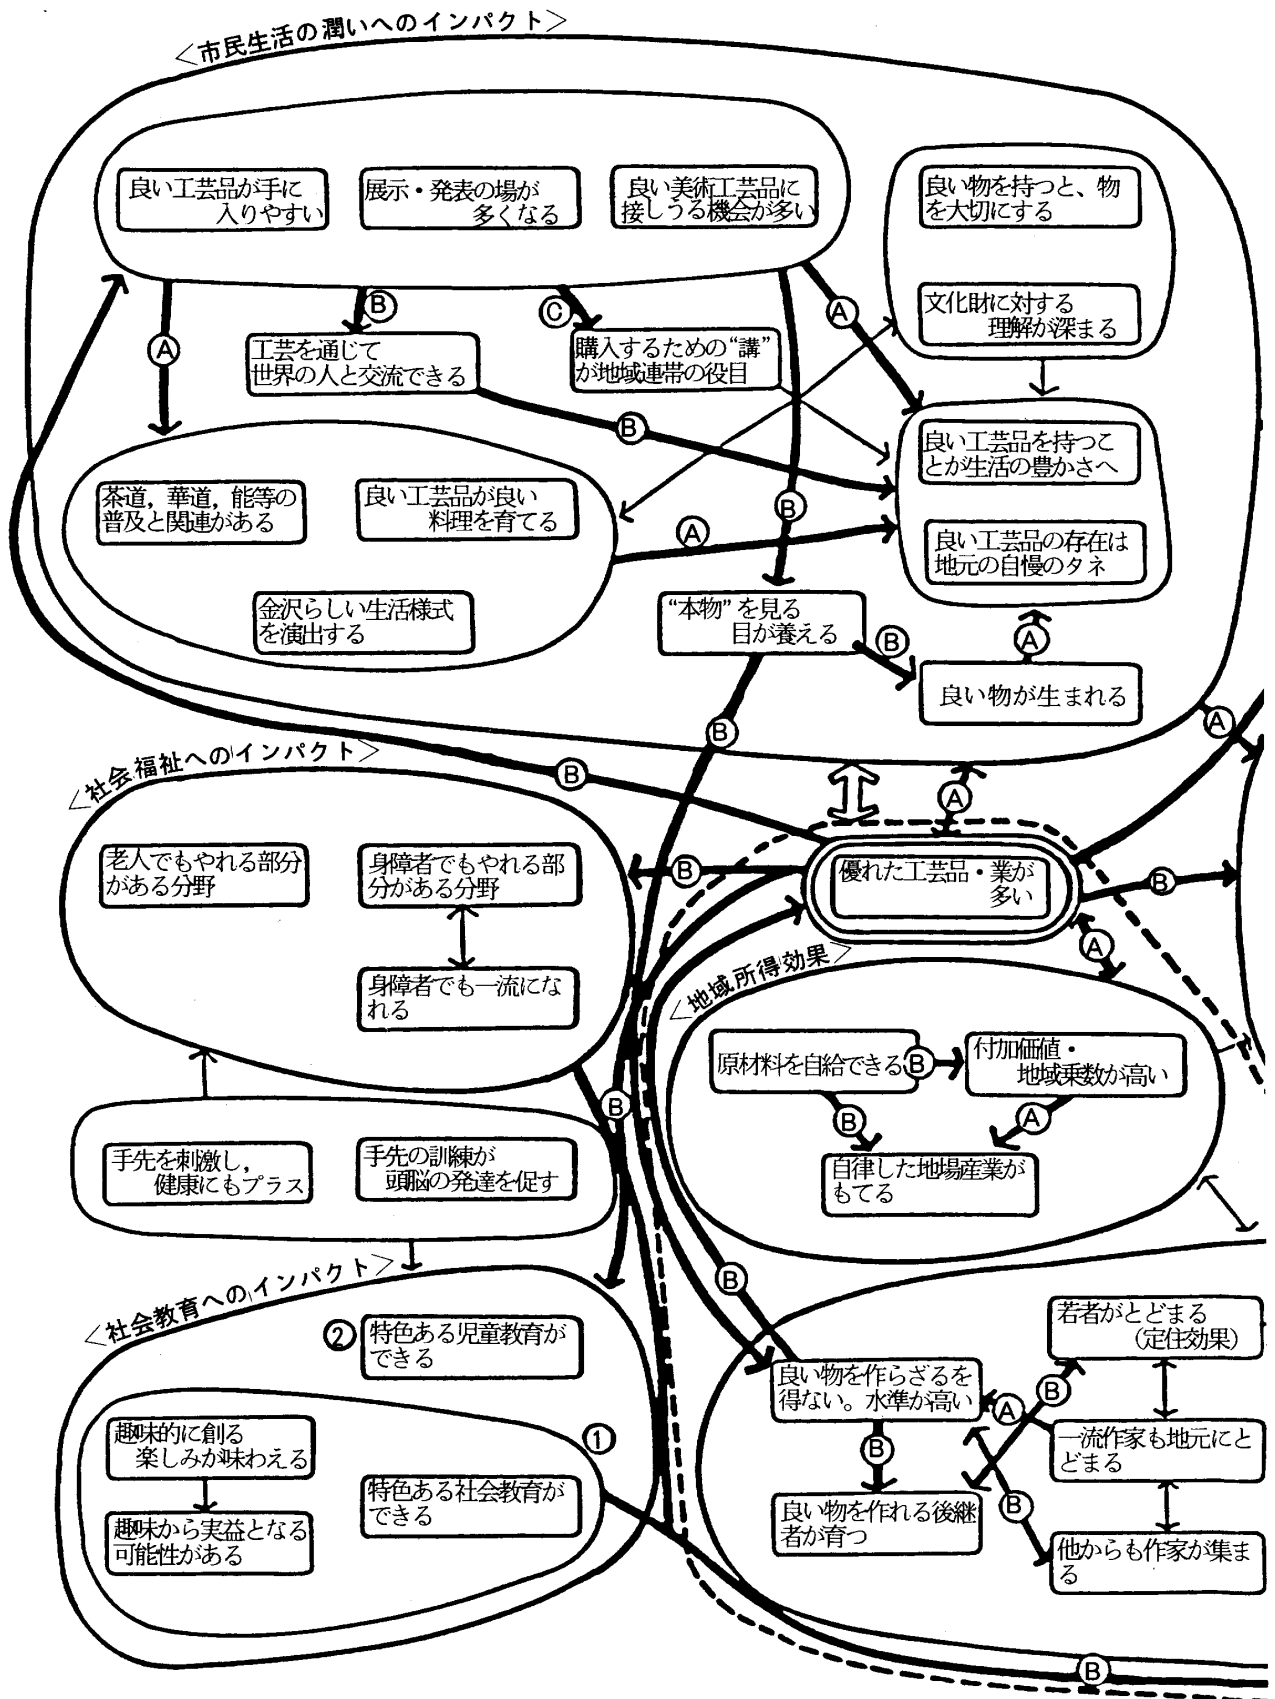 ＜市民生活の潤いへのインパクト＞
良い工芸品が手に
入りやすい
展示・発表の場が
多くなる
良い美術工芸品に
接しうる機会が多い
良い物を持つと、物
を大切にする
文化財に対する
理解が深まる
A
B
C
A
工芸を通じて
世界の人と交流できる
購入するための“講”
が地域連帯の役目
B
良い工芸品を持つこ
とが生活の豊かさへ
茶道，華道，能等の
普及と関連がある
良い工芸品が良い
料理を育てる
B
A
良い工芸品の存在は
地元の自慢のタネ
金沢らしい生活様式
を演出する
“本物”を見る
目が養える
B
A
良い物が生まれる
B
A
＜社会福祉へのインパクト＞
B
A
老人でもやれる部分
がある分野
身障者でもやれる部
分がある分野
B
優れた工芸品・業が
多い
B
A
身障者でも一流にな
れる
＜地域所得効果＞
原材料を自給できる
B
付加価値・
地域乗数が高い
B
B
A
手先を刺激し，
健康にもプラス
手先の訓練が
頭脳の発達を促す
自律した地場産業が
もてる
＜社会教育へのインパクト＞
B
②
特色ある児童教育が
できる
若者がとどまる
（定住効果）
良い物を作らざるを
得ない。水準が高い
B
A
趣味的に創る
楽しみが味わえる
①
B
一流作家も地元にと
どまる
特色ある社会教育が
できる
良い物を作れる後継
者が育つ
B
趣味から実益となる
可能性がある
他からも作家が集ま
る
B